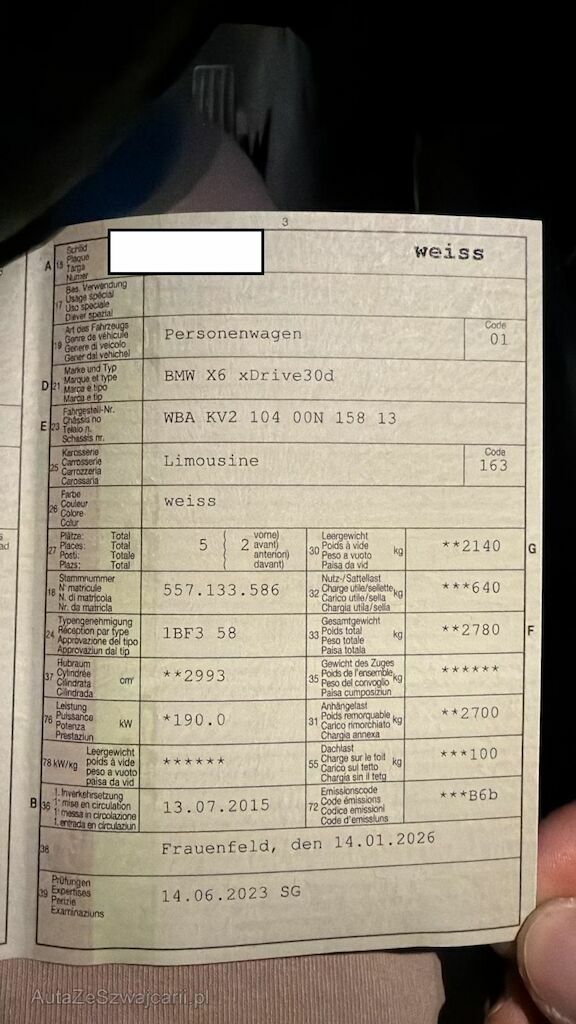 3
A 15 Schild
Plaque
Targa
Numer
weiss
17 Bes. Verwendung
Usage spécial
Uso speciale
Diever spezial
19 Art des Fahrzeugs
Genre de véhicule
Genere di veicolo
Gener dal vehichel
Personenwagen
Code
01
D 21 Marke und Typ
Marque et type
Marca e tipo
Marca e tip
BMW X6 xDrive30d
E 23 Fahrgestell-Nr.
Châssis no
Telaio n.
Schassis nr.
WBA KV2 104 00N 158 13
25 Karosserie
Carrosserie
Carrozzeria
Carossaria
Limousine
Code
163
26 Farbe
Couleur
Colore
Colur
weiss
27 Plätze: Total
Places: Total
Posti: Totale
Plazs: Total
5 ( 2 vorne)
avant)
anteriori)
davant)
30 Leergewicht
Poids à vide
Peso a vuoto
Paisa da vid
kg
**2140
G
18 Stammnummer
N° matricule
N. di matricola
Nr. da matricla
557.133.586
32 Nutz-/Sattellast
Charge utile/sellette
Carico utile/sella
Chargia utila/sella
kg
***640
24 Typengenehmigung
Réception par type
Approvazione del tipo
Approvaziun dal tip
1BF3 58
33 Gesamtgewicht
Poids total
Peso totale
Paisa totala
kg
**2780
F
37 Hubraum
Cylindrée
Cilindrata
Cilindrada
cm³
**2993
35 Gewicht des Zuges
Poids de l'ensemble
Peso del convoglio
Paisa cumposiziun
kg
******
76 Leistung
Puissance
Potenza
Prestaziun
kW
*190.0
31 Anhängelast
Poids remorquable
Carico rimorchiato
Chargia annexa
kg
**2700
78 kW/kg
Leergewicht
poids à vide
peso a vuoto
paisa da vid
******
55 Dachlast
Charge sur le toit
Carico sul tetto
Chargia sin il tetg
kg
***100
B 36 1. Inverkehrsetzung
1re mise en circulation
1a messa in circolazione
1. entrada en circulaziun
13.07.2015
72 Emissionscode
Code émissions
Codice emissioni
Code d'emissiuns
***B6b
38
Frauenfeld, den 14.01.2026
39 Prüfungen
Expertises
Perizie
Examinaziuns
14.06.2023 SG
AutaZeSzwajcarii.pl